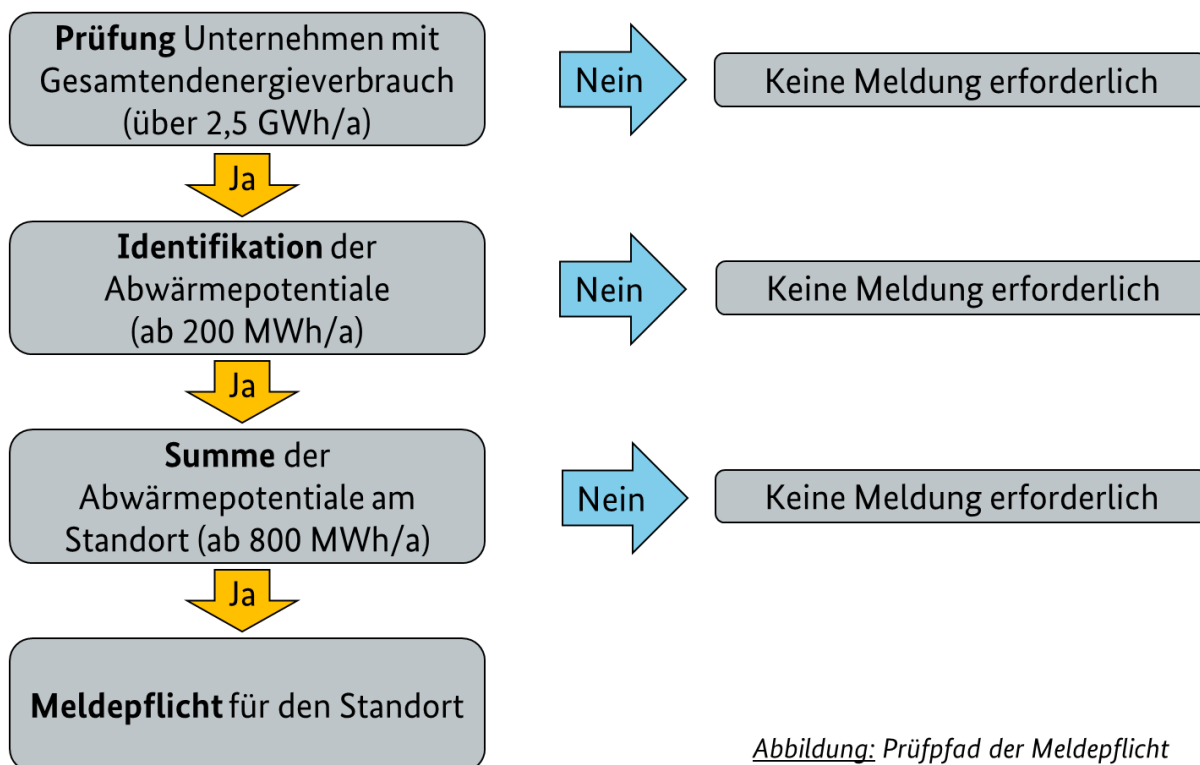 Prüfung Unternehmen mit
Gesamtendenergieverbrauch
(über 2,5 GWh/a)
Nein
Keine Meldung erforderlich
Ja
Identifikation der
Abwärmepotentiale
(ab 200 MWh/a)
Nein
Keine Meldung erforderlich
Ja
Summe der
Abwärmepotentiale am
Standort (ab 800 MWh/a)
Nein
Keine Meldung erforderlich
Ja
Meldepflicht für den Standort
Abbildung: Prüfpfad der Meldepflicht